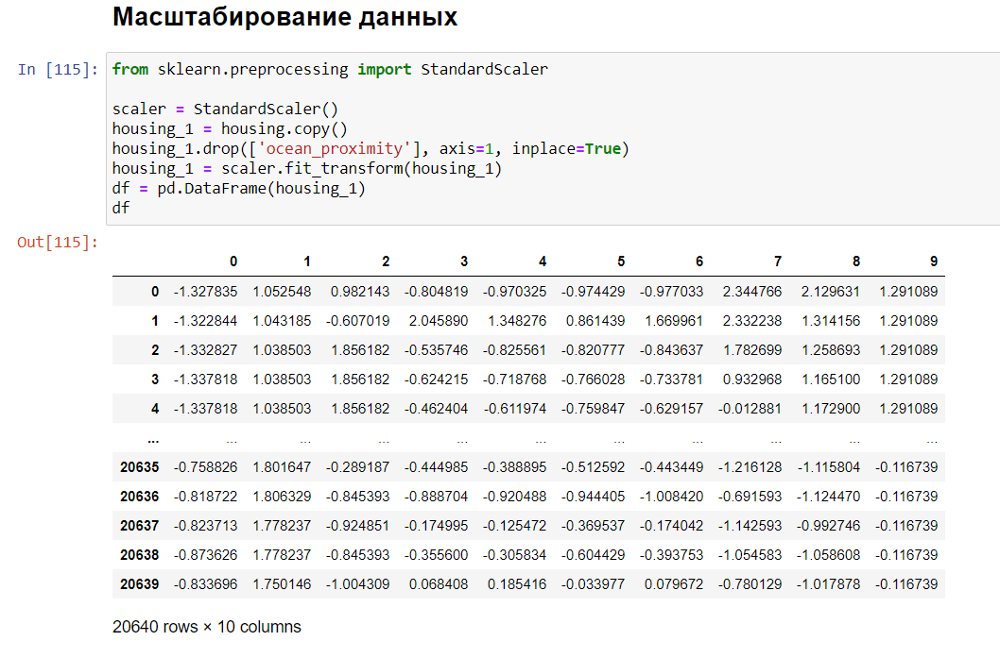 Масштабирование данных
In [115]: from sklearn.preprocessing import StandardScaler
scaler = StandardScaler()
housing_1 = housing.copy()
housing_1.drop(['ocean_proximity'], axis=1, inplace=True)
housing_1 = scaler.fit_transform(housing_1)
df = pd.DataFrame(housing_1)
df
Out[115]:
0 1 2 3 4 5 6 7 8 9
0 -1.327835 1.052548 0.982143 -0.804819 -0.970325 -0.974429 -0.977033 2.344766 2.129631 1.291089
1 -1.322844 1.043185 -0.607019 2.045890 1.348276 0.861439 1.669961 2.332238 1.314156 1.291089
2 -1.332827 1.038503 1.856182 -0.535746 -0.825561 -0.820777 -0.843637 1.782699 1.258693 1.291089
3 -1.337818 1.038503 1.856182 -0.624215 -0.718768 -0.766028 -0.733781 0.932968 1.165100 1.291089
4 -1.337818 1.038503 1.856182 -0.462404 -0.611974 -0.759847 -0.629157 -0.012881 1.172900 1.291089
... ... ... ... ... ... ... ... ... ... ...
20635 -0.758826 1.801647 -0.289187 -0.444985 -0.388895 -0.512592 -0.443449 -1.216128 -1.115804 -0.116739
20636 -0.818722 1.806329 -0.845393 -0.888704 -0.920488 -0.944405 -1.008420 -0.691593 -1.124470 -0.116739
20637 -0.823713 1.778237 -0.924851 -0.174995 -0.125472 -0.369537 -0.174042 -1.142593 -0.992746 -0.116739
20638 -0.873626 1.778237 -0.845393 -0.355600 -0.305834 -0.604429 -0.393753 -1.054583 -1.058608 -0.116739
20639 -0.833696 1.750146 -1.004309 0.068408 0.185416 -0.033977 0.079672 -0.780129 -1.017878 -0.116739
20640 rows × 10 columns